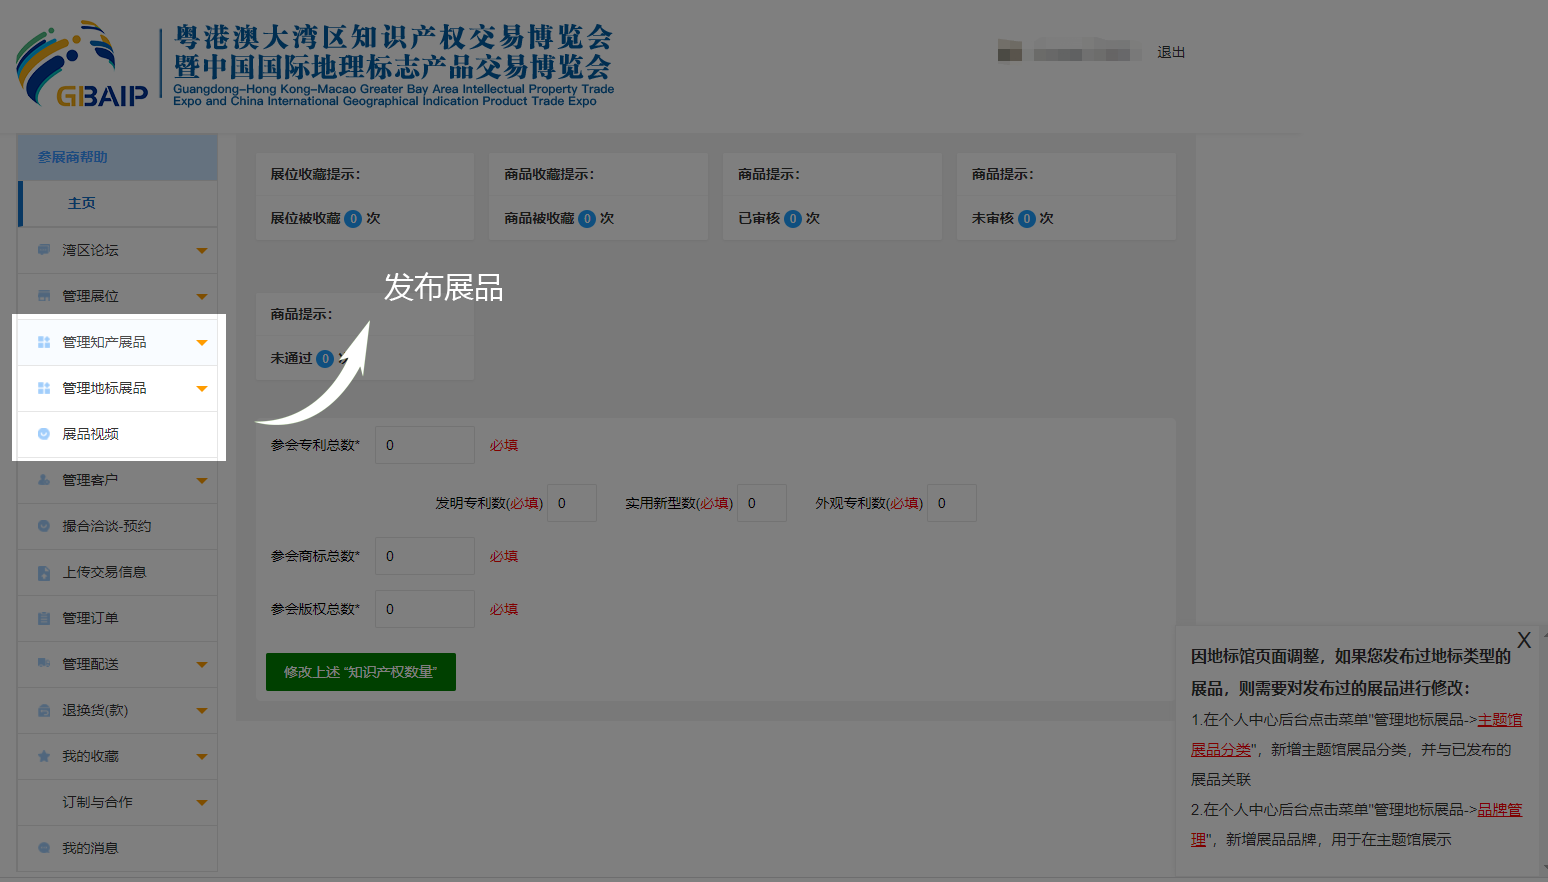 粤港澳大湾区知识产权交易博览会
暨中国国际地理标志产品交易博览会
Guangdong-Hong Kong-Macao Greater Bay Area Intellectual Property Trade
Expo and China International Geographical Indication Product Trade Expo
GBAIP
退出
参展商帮助
主页
湾区论坛
管理展位
管理知产展品
管理地标展品
展品视频
管理客户
撮合洽谈-预约
上传交易信息
管理订单
管理配送
退换货(款)
我的收藏
订制与合作
我的消息
展位收藏提示：
展位被收藏 0 次
商品收藏提示：
商品被收藏 0 次
商品提示：
已审核 0 次
商品提示：
未审核 0 次
发布展品
商品提示：
未通过 0
参会专利总数* 0 必填
发明专利数(必填) 0 实用新型数(必填) 0 外观专利数(必填) 0
参会商标总数* 0 必填
参会版权总数* 0 必填
修改上述 “知识产权数量”
X
因地标馆页面调整，如果您发布过地标类型的
展品，则需要对发布过的展品进行修改：
1.在个人中心后台点击菜单"管理地标展品->主题馆
展品分类"，新增主题馆展品分类，并与已发布的
展品关联
2.在个人中心后台点击菜单"管理地标展品->品牌管
理"，新增展品品牌，用于在主题馆展示